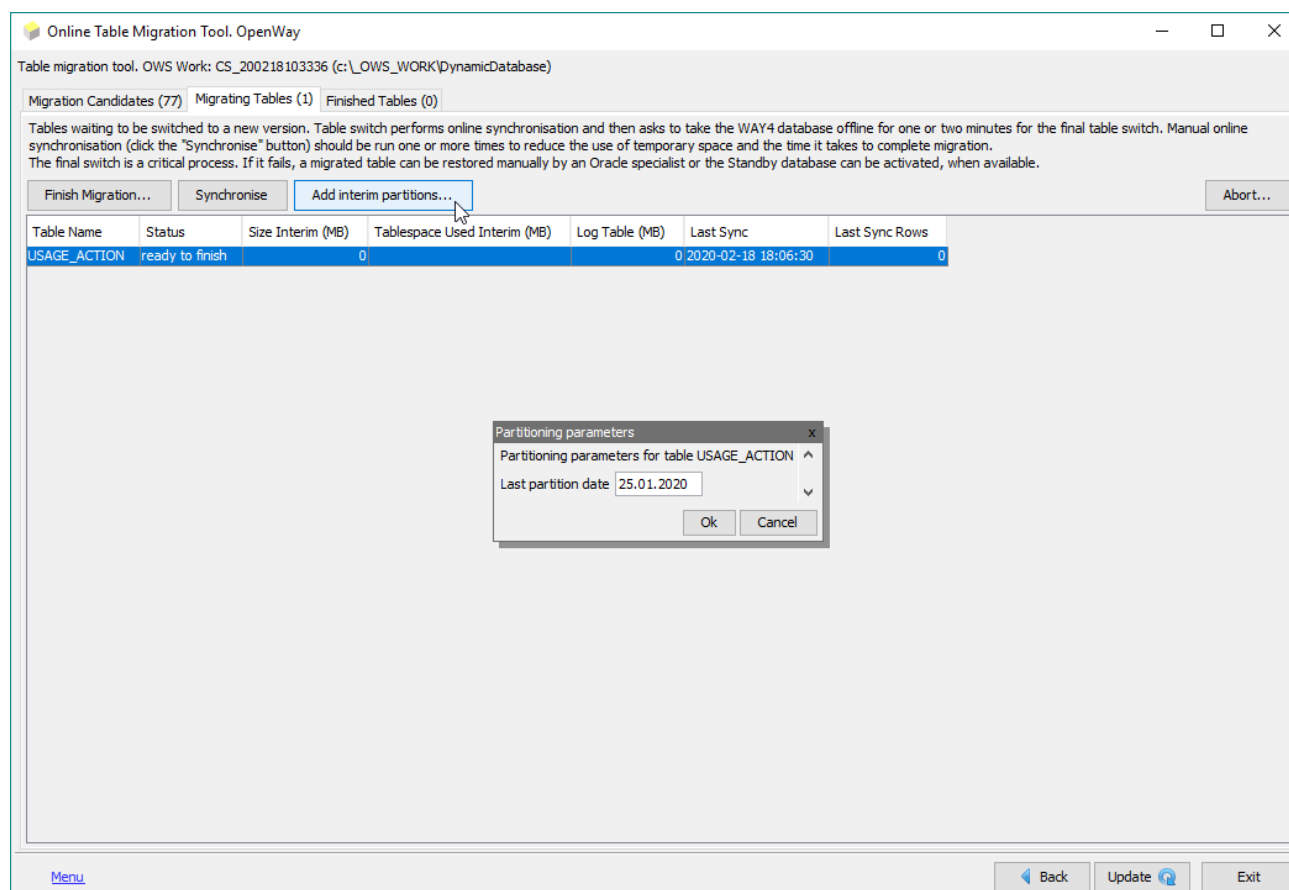 Online Table Migration Tool. OpenWay
Table migration tool. OWS Work: CS_200218103336 (c:\_OWS_WORK\DynamicDatabase)
Migration Candidates (77) Migrating Tables (1) Finished Tables (0)
Tables waiting to be switched to a new version. Table switch performs online synchronisation and then asks to take the WAY4 database offline for one or two minutes for the final table switch. Manual online
synchronisation (click the "Synchronise" button) should be run one or more times to reduce the use of temporary space and the time it takes to complete migration.
The final switch is a critical process. If it fails, a migrated table can be restored manually by an Oracle specialist or the Standby database can be activated, when available.
Finish Migration... Synchronise Add interim partitions... Abort...
Table Name Status Size Interim (MB) Tablespace Used Interim (MB) Log Table (MB) Last Sync Last Sync Rows
USAGE_ACTION ready to finish 0 0 2020-02-18 18:06:30 0
Partitioning parameters x
Partitioning parameters for table USAGE_ACTION
Last partition date 25.01.2020
Ok Cancel
Menu Back Update Exit